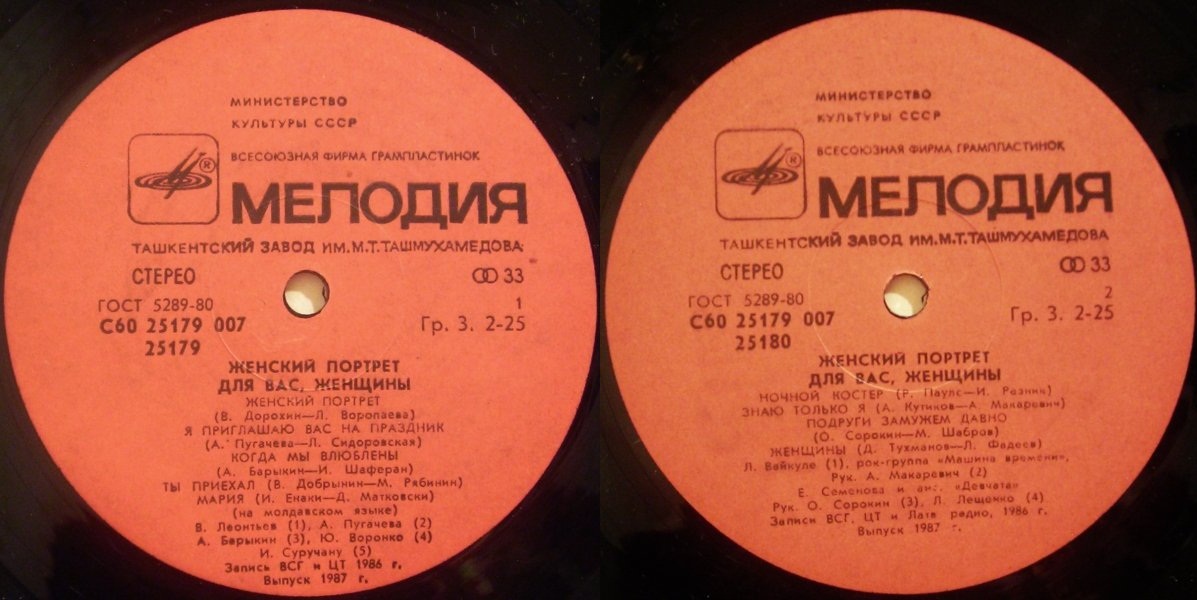 МИНИСТЕРСТВО
КУЛЬТУРЫ СССР
ВСЕСОЮЗНАЯ ФИРМА ГРАМПЛАСТИНОК
®
МЕЛОДИЯ
ТАШКЕНТСКИЙ ЗАВОД ИМ.М.Т.ТАШМУХАМЕДОВА
СТЕРЕО
33
ГОСТ 5289-80
1
С60 25179 007
Гр. 3. 2-25
25179
ЖЕНСКИЙ ПОРТРЕТ
ДЛЯ ВАС, ЖЕНЩИНЫ
ЖЕНСКИЙ ПОРТРЕТ
(В. Дорохин—Л. Воропаева)
Я ПРИГЛАШАЮ ВАС НА ПРАЗДНИК
(А. Пугачева—Л. Сидоровская)
КОГДА МЫ ВЛЮБЛЕНЫ
(А. Барыкин—И. Шаферан)
ТЫ ПРИЕХАЛ (В. Добрынин—М. Рябинин)
МАРИЯ (И. Енаки—Д. Матковски)
(на молдавском языке)
В. Леонтьев (1), А. Пугачева (2)
А. Барыкин (3), Ю. Воронко (4)
И. Суручану (5)
Запись ВСГ и ЦТ 1986 г.
Выпуск 1987 г.
МИНИСТЕРСТВО
КУЛЬТУРЫ СССР
ВСЕСОЮЗНАЯ ФИРМА ГРАМПЛАСТИНОК
®
МЕЛОДИЯ
ТАШКЕНТСКИЙ ЗАВОД ИМ.М.Т.ТАШМУХАМЕДОВА
СТЕРЕО
33
ГОСТ 5289-80
2
С60 25179 007
Гр. 3. 2-25
25180
ЖЕНСКИЙ ПОРТРЕТ
ДЛЯ ВАС, ЖЕНЩИНЫ
НОЧНОЙ КОСТЕР (Р. Паулс—И. Резник)
ЗНАЮ ТОЛЬКО Я (А. Кутиков—А. Макаревич)
ПОДРУГИ ЗАМУЖЕМ ДАВНО
(О. Сорокин—М. Шабров)
ЖЕНЩИНЫ (Д. Тухманов—Л. Фадеев)
Л. Вайкуле (1), рок-группа «Машина времени»,
Рук. А. Макаревич (2)
Е. Семенова и анс. «Девчата»
Рук. О. Сорокин (3), Л. Лещенко (4)
Записи ВСГ, ЦТ и Латв радио, 1986 г.
Выпуск 1987 г.